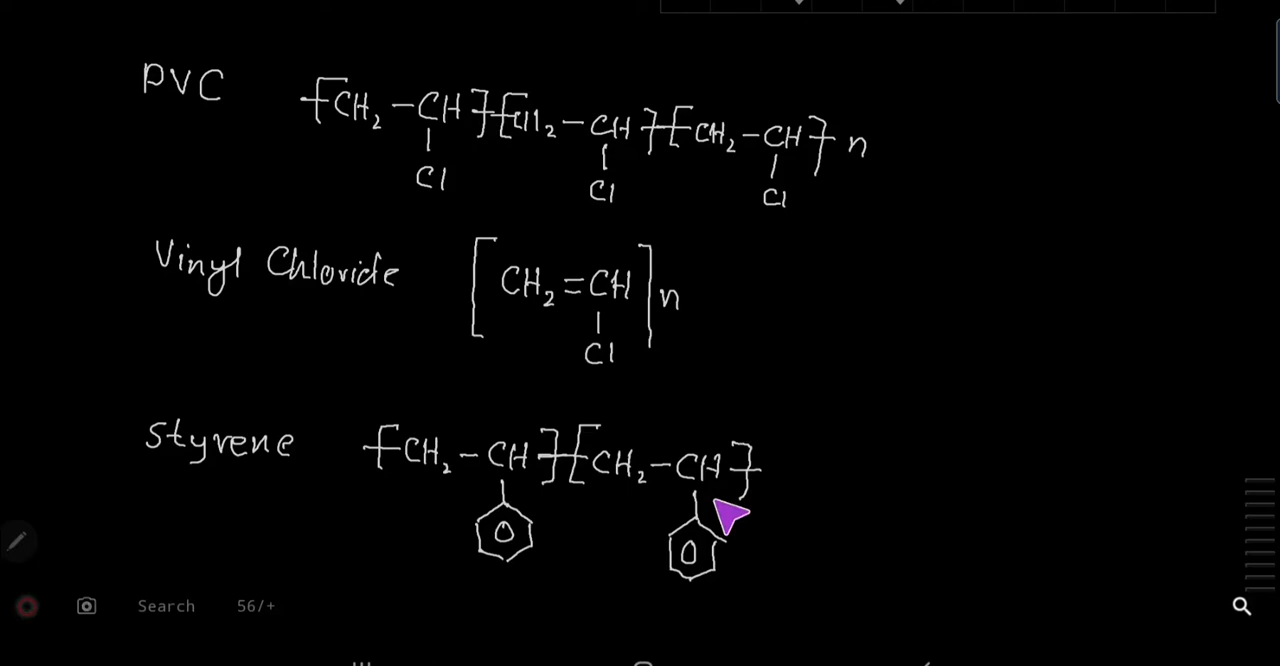 PVC [CH₂-CH][CH₂-CH][CH₂-CH]n
Cl Cl Cl
Vinyl Chloride [CH₂=CH]n
Cl
Styrene [CH₂-CH][CH₂-CH]
Search 56/+